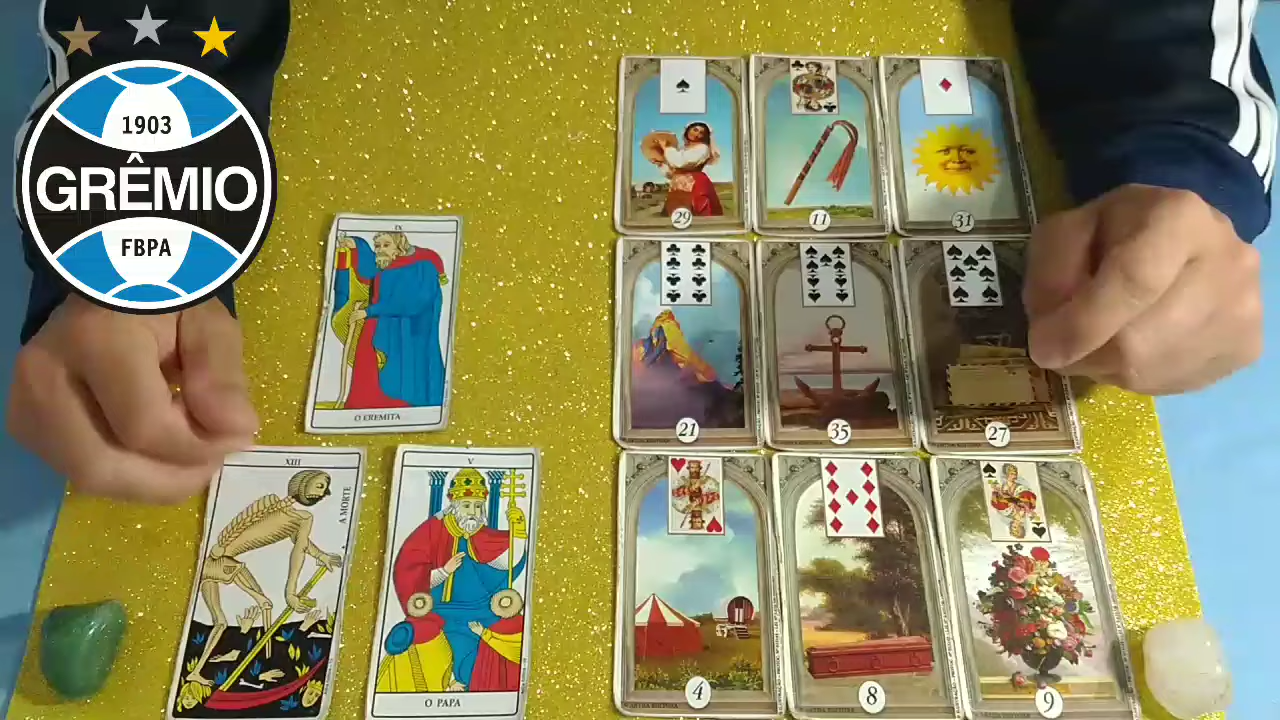 1903
GRÊMIO
FBPA
IX
O EREMITA
XIII
A MORTE
V
O PAPA
29
11
31
21
35
27
4
8
9